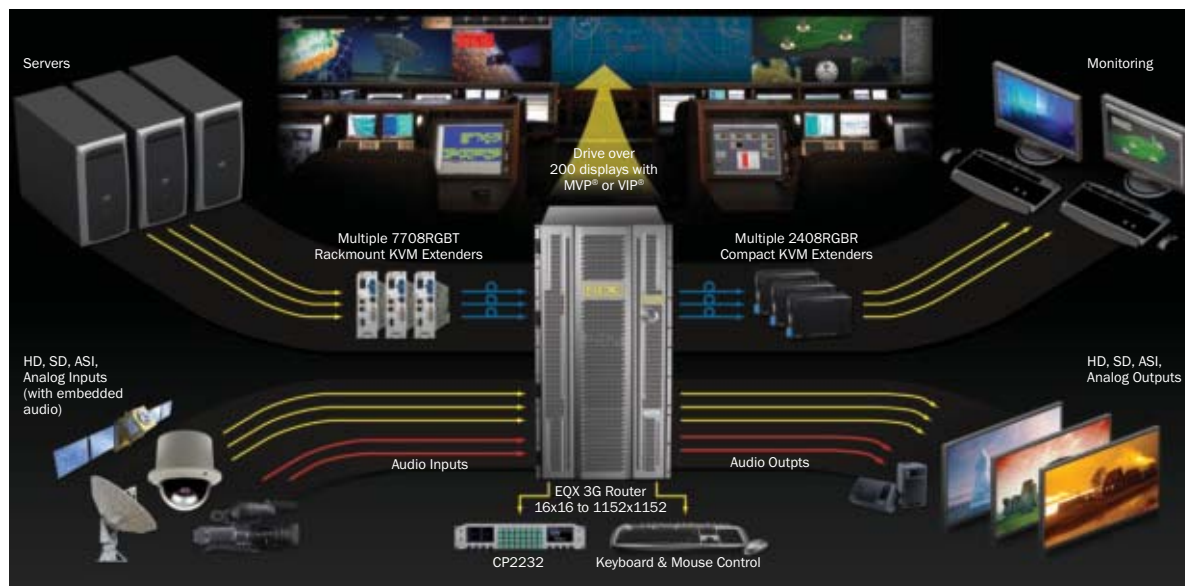 Servers
Monitoring
Drive over
200 displays with
MVP® or VIP®
Multiple 7708RGBT
Rackmount KVM Extenders
Multiple 2408RGBR
Compact KVM Extenders
HD, SD, ASI,
Analog Inputs
(with embedded
audio)
HD, SD, ASI,
Analog Outputs
Audio Inputs
Audio Outpts
EQX 3G Router
16x16 to 1152x1152
CP2232
Keyboard & Mouse Control